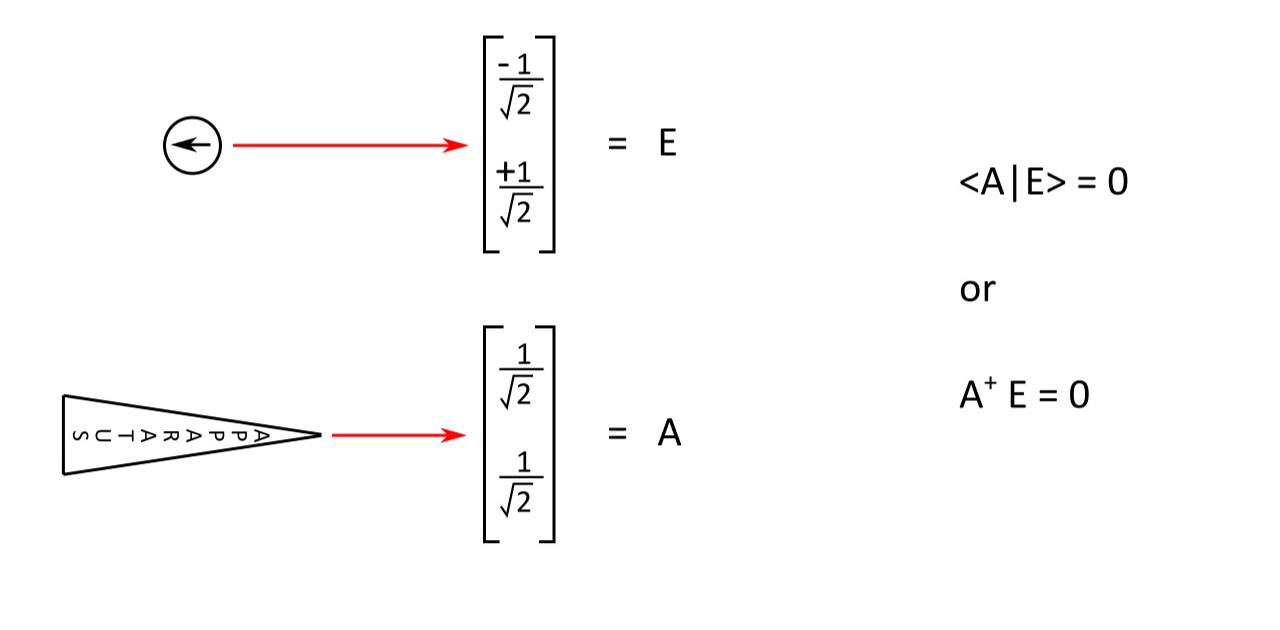 -1
√2
+1
√2
= E
<A|E> = 0
or
A⁺ E = 0
1
√2
1
√2
= A
APPARATUS